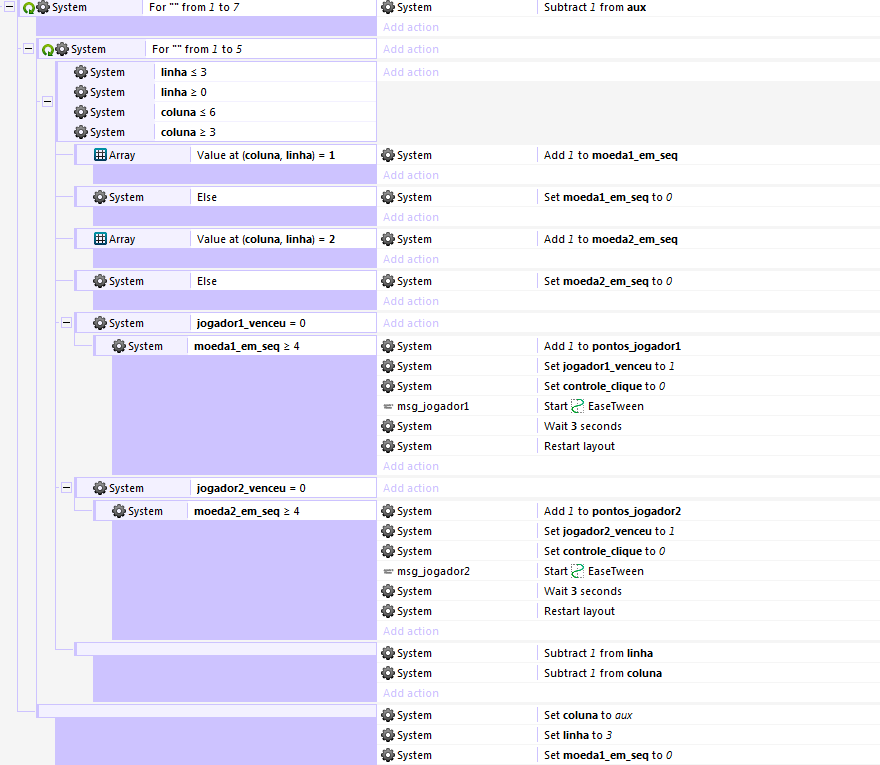 System For "" from 1 to 7 System Subtract 1 from aux
Add action
System For "" from 1 to 5 Add action
System linha ≤ 3 Add action
System linha ≥ 0
System coluna ≤ 6
System coluna ≥ 3
Array Value at (coluna, linha) = 1 System Add 1 to moeda1_em_seq
Add action
System Else System Set moeda1_em_seq to 0
Add action
Array Value at (coluna, linha) = 2 System Add 1 to moeda2_em_seq
Add action
System Else System Set moeda2_em_seq to 0
Add action
System jogador1_venceu = 0 Add action
System moeda1_em_seq ≥ 4 System Add 1 to pontos_jogador1
System Set jogador1_venceu to 1
System Set controle_clique to 0
msg_jogador1 Start EaseTween
System Wait 3 seconds
System Restart layout
Add action
System jogador2_venceu = 0 Add action
System moeda2_em_seq ≥ 4 System Add 1 to pontos_jogador2
System Set jogador2_venceu to 1
System Set controle_clique to 0
msg_jogador2 Start EaseTween
System Wait 3 seconds
System Restart layout
Add action
System Subtract 1 from linha
System Subtract 1 from coluna
Add action
System Set coluna to aux
System Set linha to 3
System Set moeda1_em_seq to 0